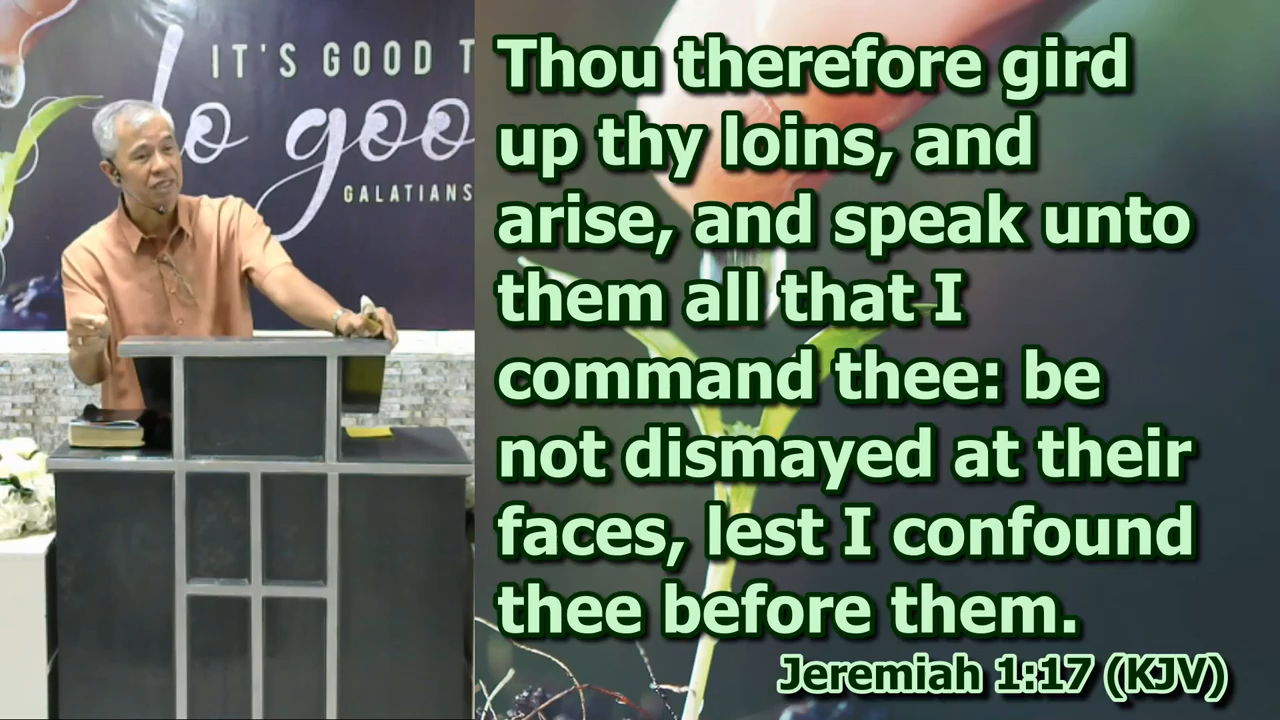 IT'S GOOD T
do goo
GALATIANS
Thou therefore gird
up thy loins, and
arise, and speak unto
them all that I
command thee: be
not dismayed at their
faces, lest I confound
thee before them.
Jeremiah 1:17 (KJV)